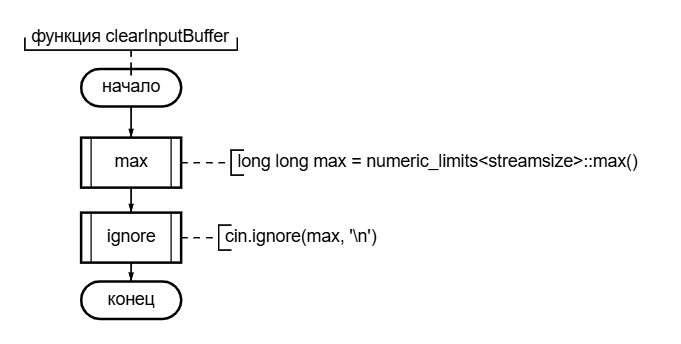 функция clearInputBuffer
начало
max
long long max = numeric_limits<streamsize>::max()
ignore
cin.ignore(max, '\n')
конец